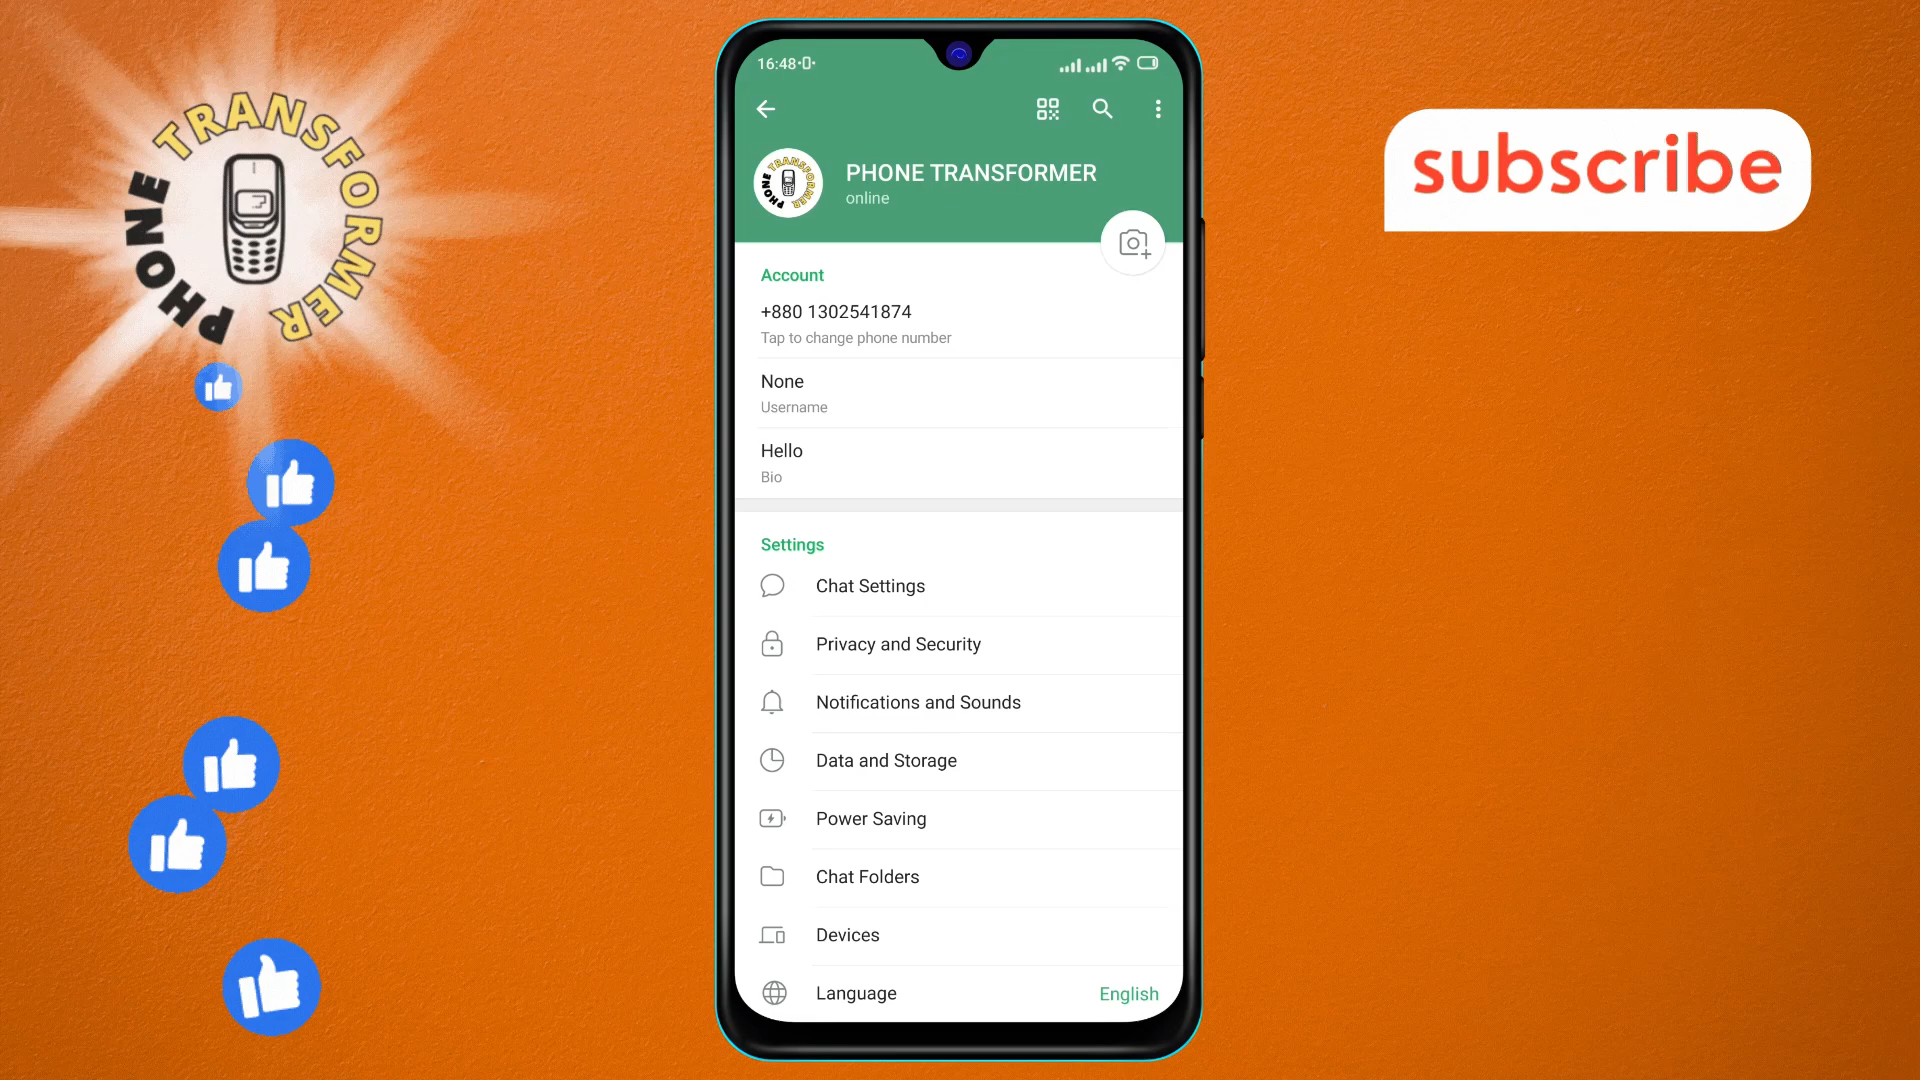 PHONE TRANSFORMER
subscribe
16:48
PHONE TRANSFORMER
PHONE TRANSFORMER
online
Account
+880 1302541874
Tap to change phone number
None
Username
Hello
Bio
Settings
Chat Settings
Privacy and Security
Notifications and Sounds
Data and Storage
Power Saving
Chat Folders
Devices
Language English